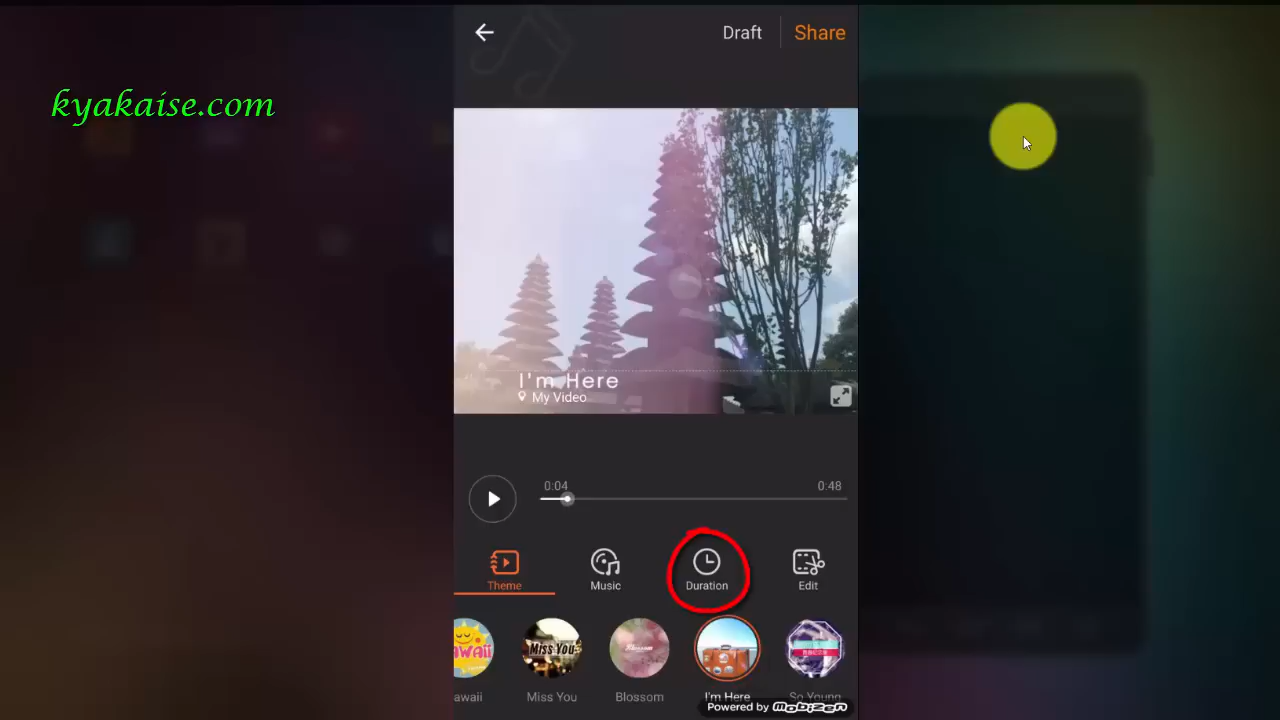 Draft
Share
kyakaise.com
I'm Here
My Video
0:04
0:48
Theme
Music
Duration
Edit
Miss You
Blossom
awaii
Miss You
Blossom
I'm Here
So Young
Powered by mobizen